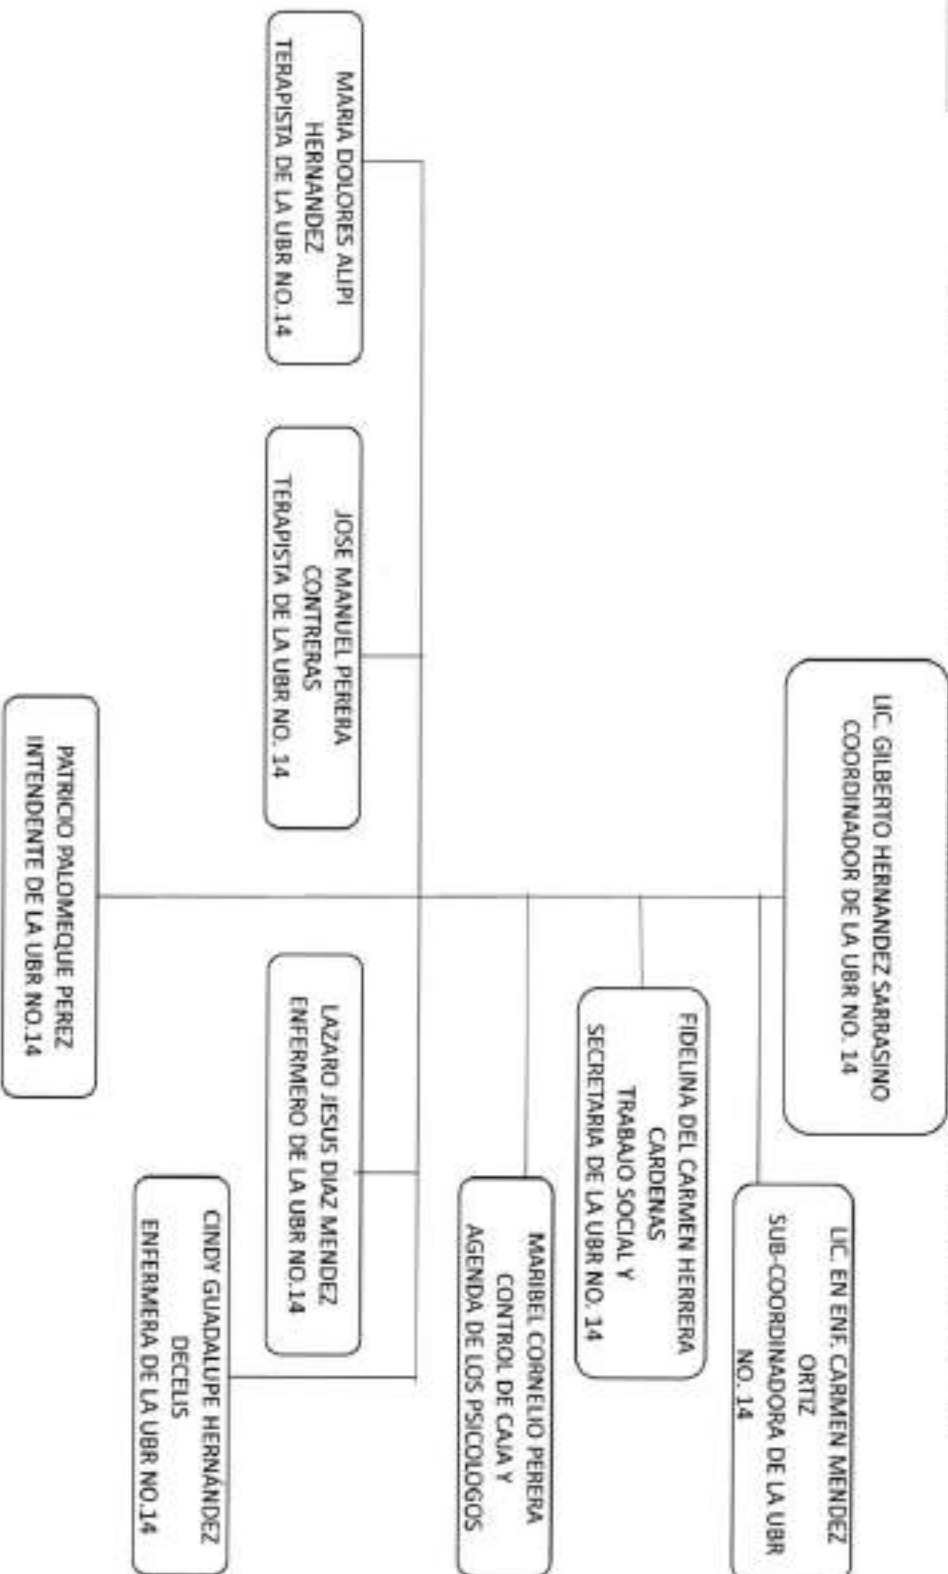 LIC. GILBERTO HERNANDEZ SARRASINO
COORDINADOR DE LA UBR NO. 14
LIC. EN ENF. CARMEN MENDEZ
ORTIZ
SUB-COORDINADORA DE LA UBR
NO. 14
FIDELINA DEL CARMEN HERRERA
CARDENAS
TRABAJO SOCIAL Y
SECRETARIA DE LA UBR NO. 14
MARIBEL CORNELIO PERERA
CONTROL DE CAJA Y
AGENDA DE LOS PSICOLOGOS
MARIA DOLORES ALIPI
HERNANDEZ
TERAPISTA DE LA UBR NO.14
JOSE MANUEL PERERA
CONTRERAS
TERAPISTA DE LA UBR NO. 14
LAZARO JESUS DIAZ MENDEZ
ENFERMERO DE LA UBR NO.14
CINDY GUADALUPE HERNÁNDEZ
DECELIS
ENFERMERA DE LA UBR NO.14
PATRICIO PALOMEQUE PEREZ
INTENDENTE DE LA UBR NO.14